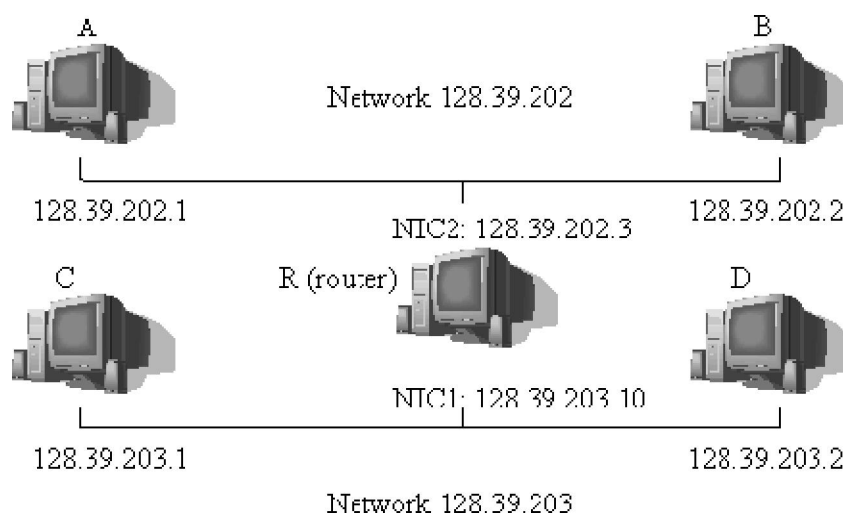 A
B
Network 128.39.202
128.39.202.1
128.39.202.2
NIC2: 128.39.202.3
C
R (router)
D
NIC1: 128.39.203.10
128.39.203.1
128.39.203.2
Network 128.39.203